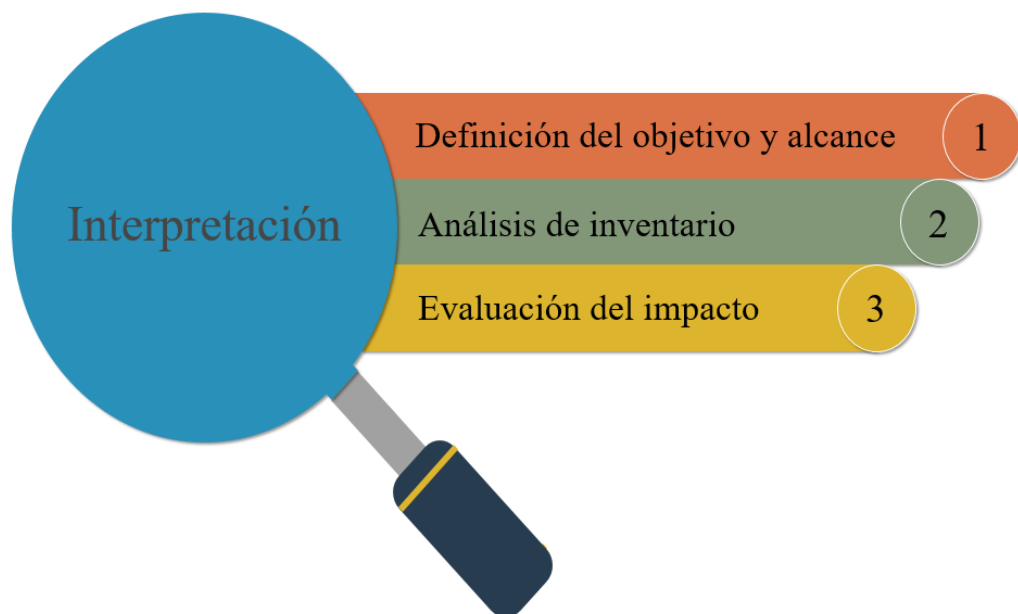 Interpretación
Definición del objetivo y alcance 1
Análisis de inventario 2
Evaluación del impacto 3